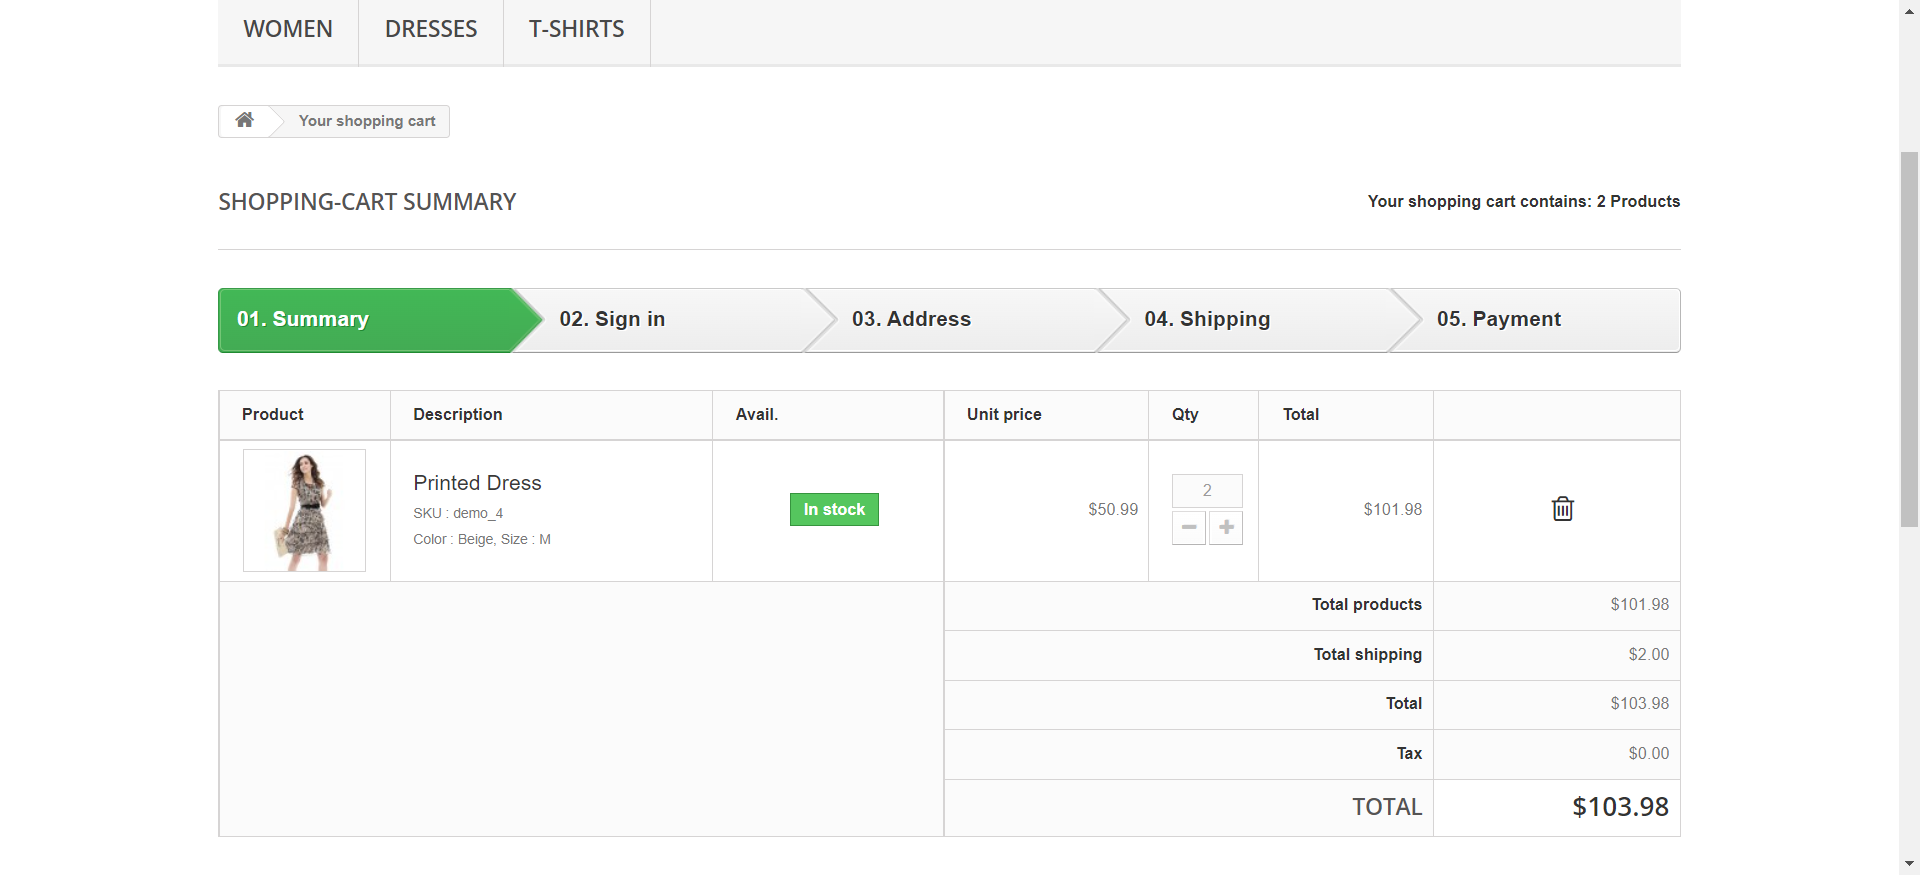 WOMEN DRESSES T-SHIRTS
Your shopping cart
SHOPPING-CART SUMMARY
Your shopping cart contains: 2 Products
01. Summary 02. Sign in 03. Address 04. Shipping 05. Payment
Product Description Avail. Unit price Qty Total
Printed Dress
SKU : demo_4
Color : Beige, Size : M
In stock
$50.99
2
$101.98
Total products $101.98
Total shipping $2.00
Total $103.98
Tax $0.00
TOTAL $103.98